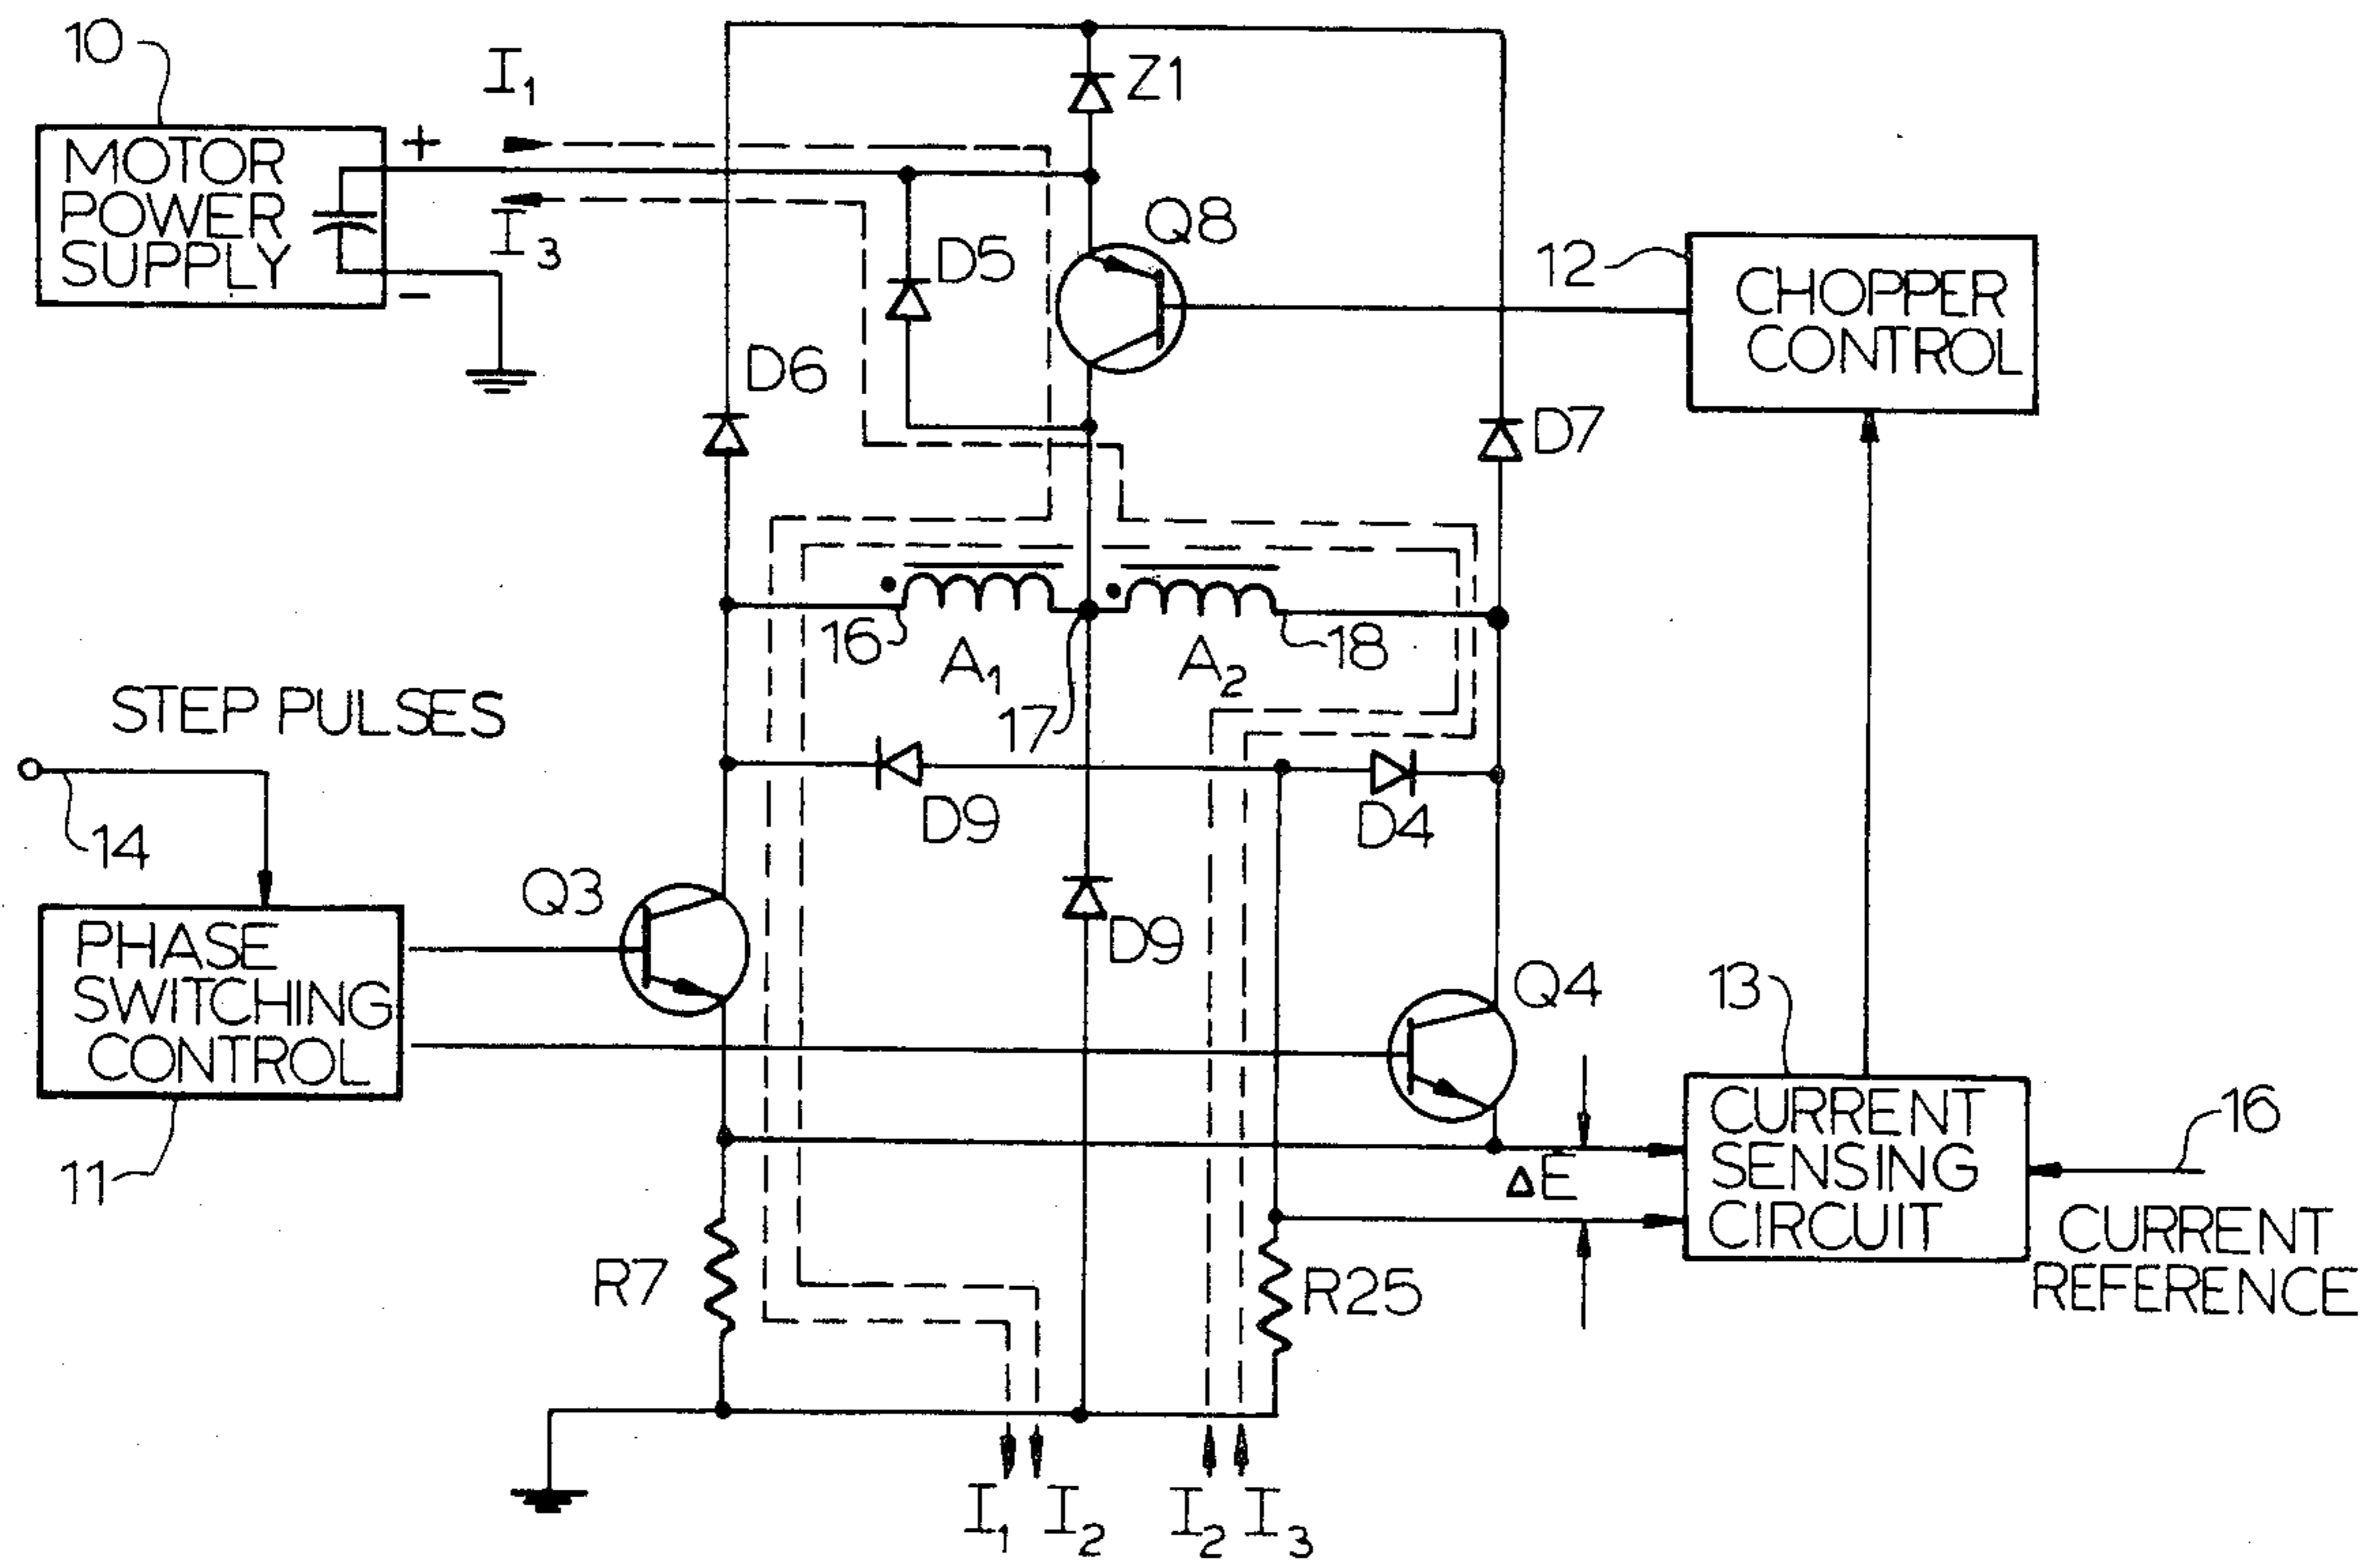 10
I1
+
MOTOR
POWER
SUPPLY
−
I3
Z1
D5
Q8
12
CHOPPER
CONTROL
D6
D7
16
A1
17
A2
18
STEP PULSES
14
D9
D4
Q3
PHASE
SWITCHING
CONTROL
11
D9
Q4
13
CURRENT
SENSING
CIRCUIT
ΔE
16
CURRENT
REFERENCE
R7
R25
I1 I2 I2 I3